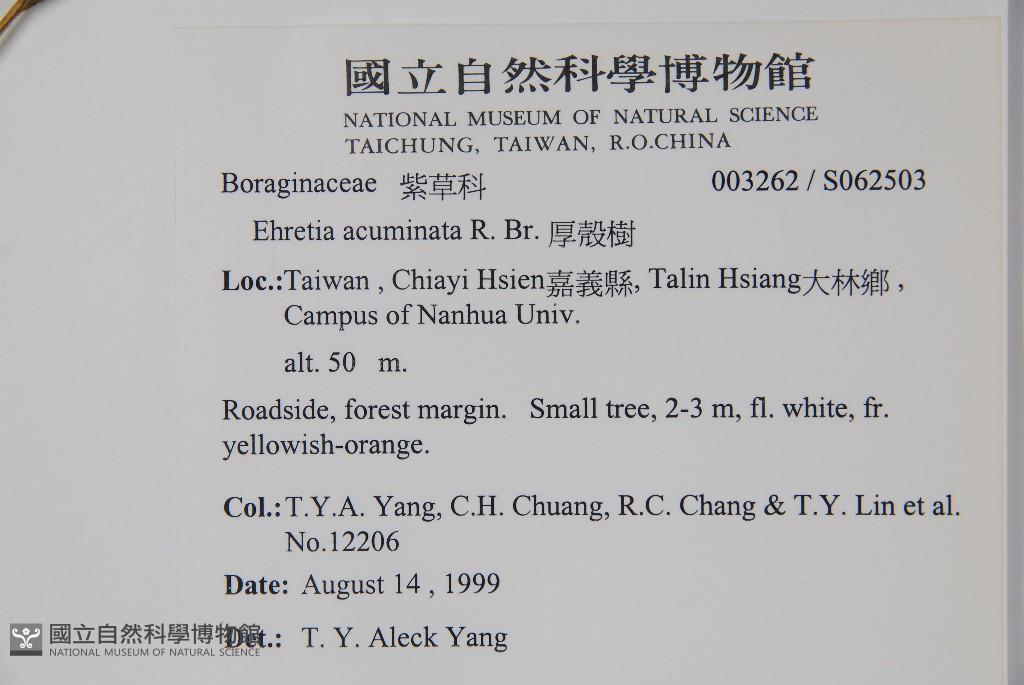 國立自然科學博物館
NATIONAL MUSEUM OF NATURAL SCIENCE
TAICHUNG, TAIWAN, R.O.CHINA
Boraginaceae 紫草科 003262 / S062503
Ehretia acuminata R. Br. 厚殼樹
Loc.:Taiwan , Chiayi Hsien嘉義縣, Talin Hsiang大林鄉 ,
Campus of Nanhua Univ.
alt. 50 m.
Roadside, forest margin. Small tree, 2-3 m, fl. white, fr.
yellowish-orange.
Col.:T.Y.A. Yang, C.H. Chuang, R.C. Chang & T.Y. Lin et al.
No.12206
Date: August 14 , 1999
Det.: T. Y. Aleck Yang
國立自然科學博物館
NATIONAL MUSEUM OF NATURAL SCIENCE